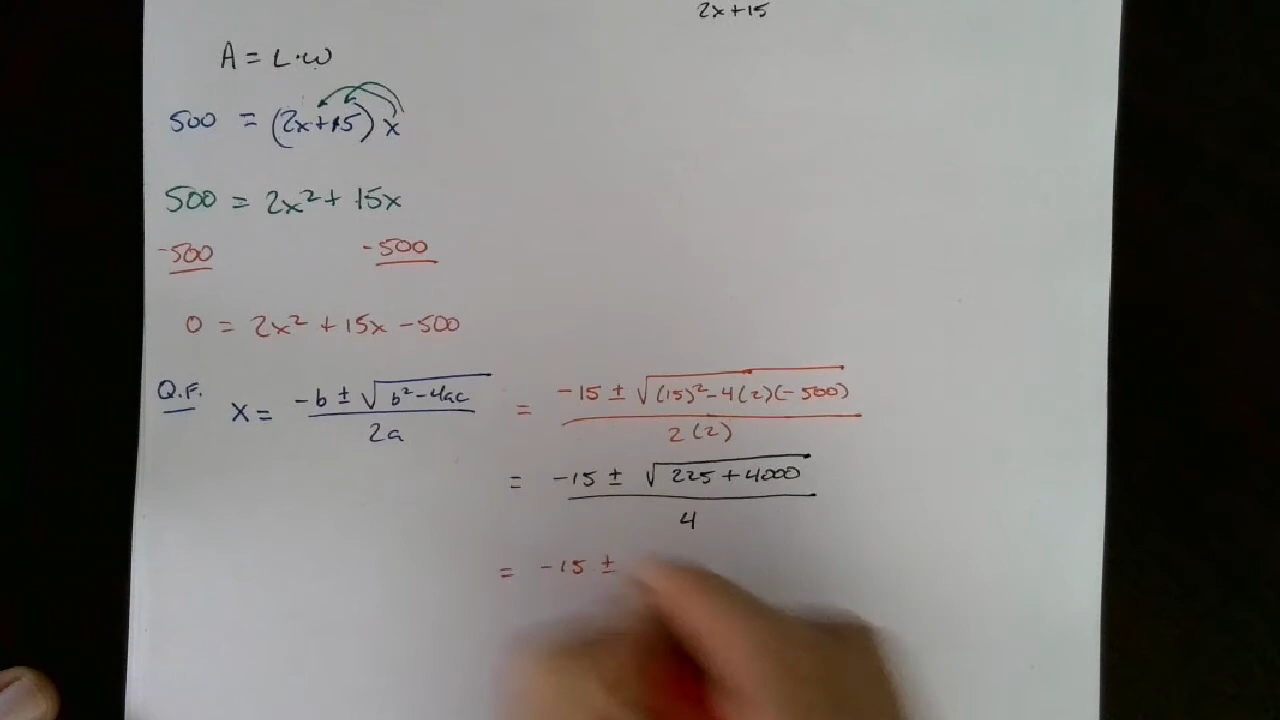 2x+15
A = L·w
500 = (2x+15)x
500 = 2x² + 15x
-500 -500
0 = 2x² + 15x - 500
Q.F. x = -b ± √b² - 4ac / 2a = -15 ± √(15)² - 4(2)(-500) / 2(2)
= -15 ± √225 + 4000 / 4
= -15 ±